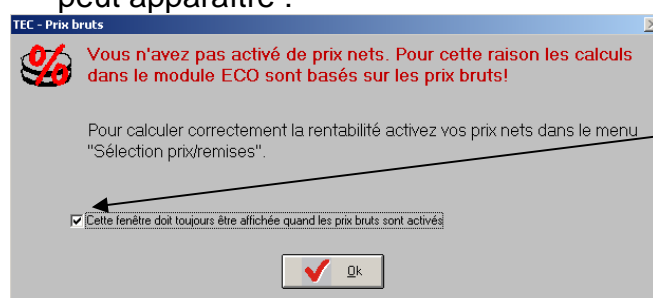 peut apparaître :
TEC - Prix bruts
Vous n'avez pas activé de prix nets. Pour cette raison les calculs
dans le module ECO sont basés sur les prix bruts!
Pour calculer correctement la rentabilité activez vos prix nets dans le menu
"Sélection prix/remises".
Cette fenêtre doit toujours être affichée quand les prix bruts sont activés
Ok